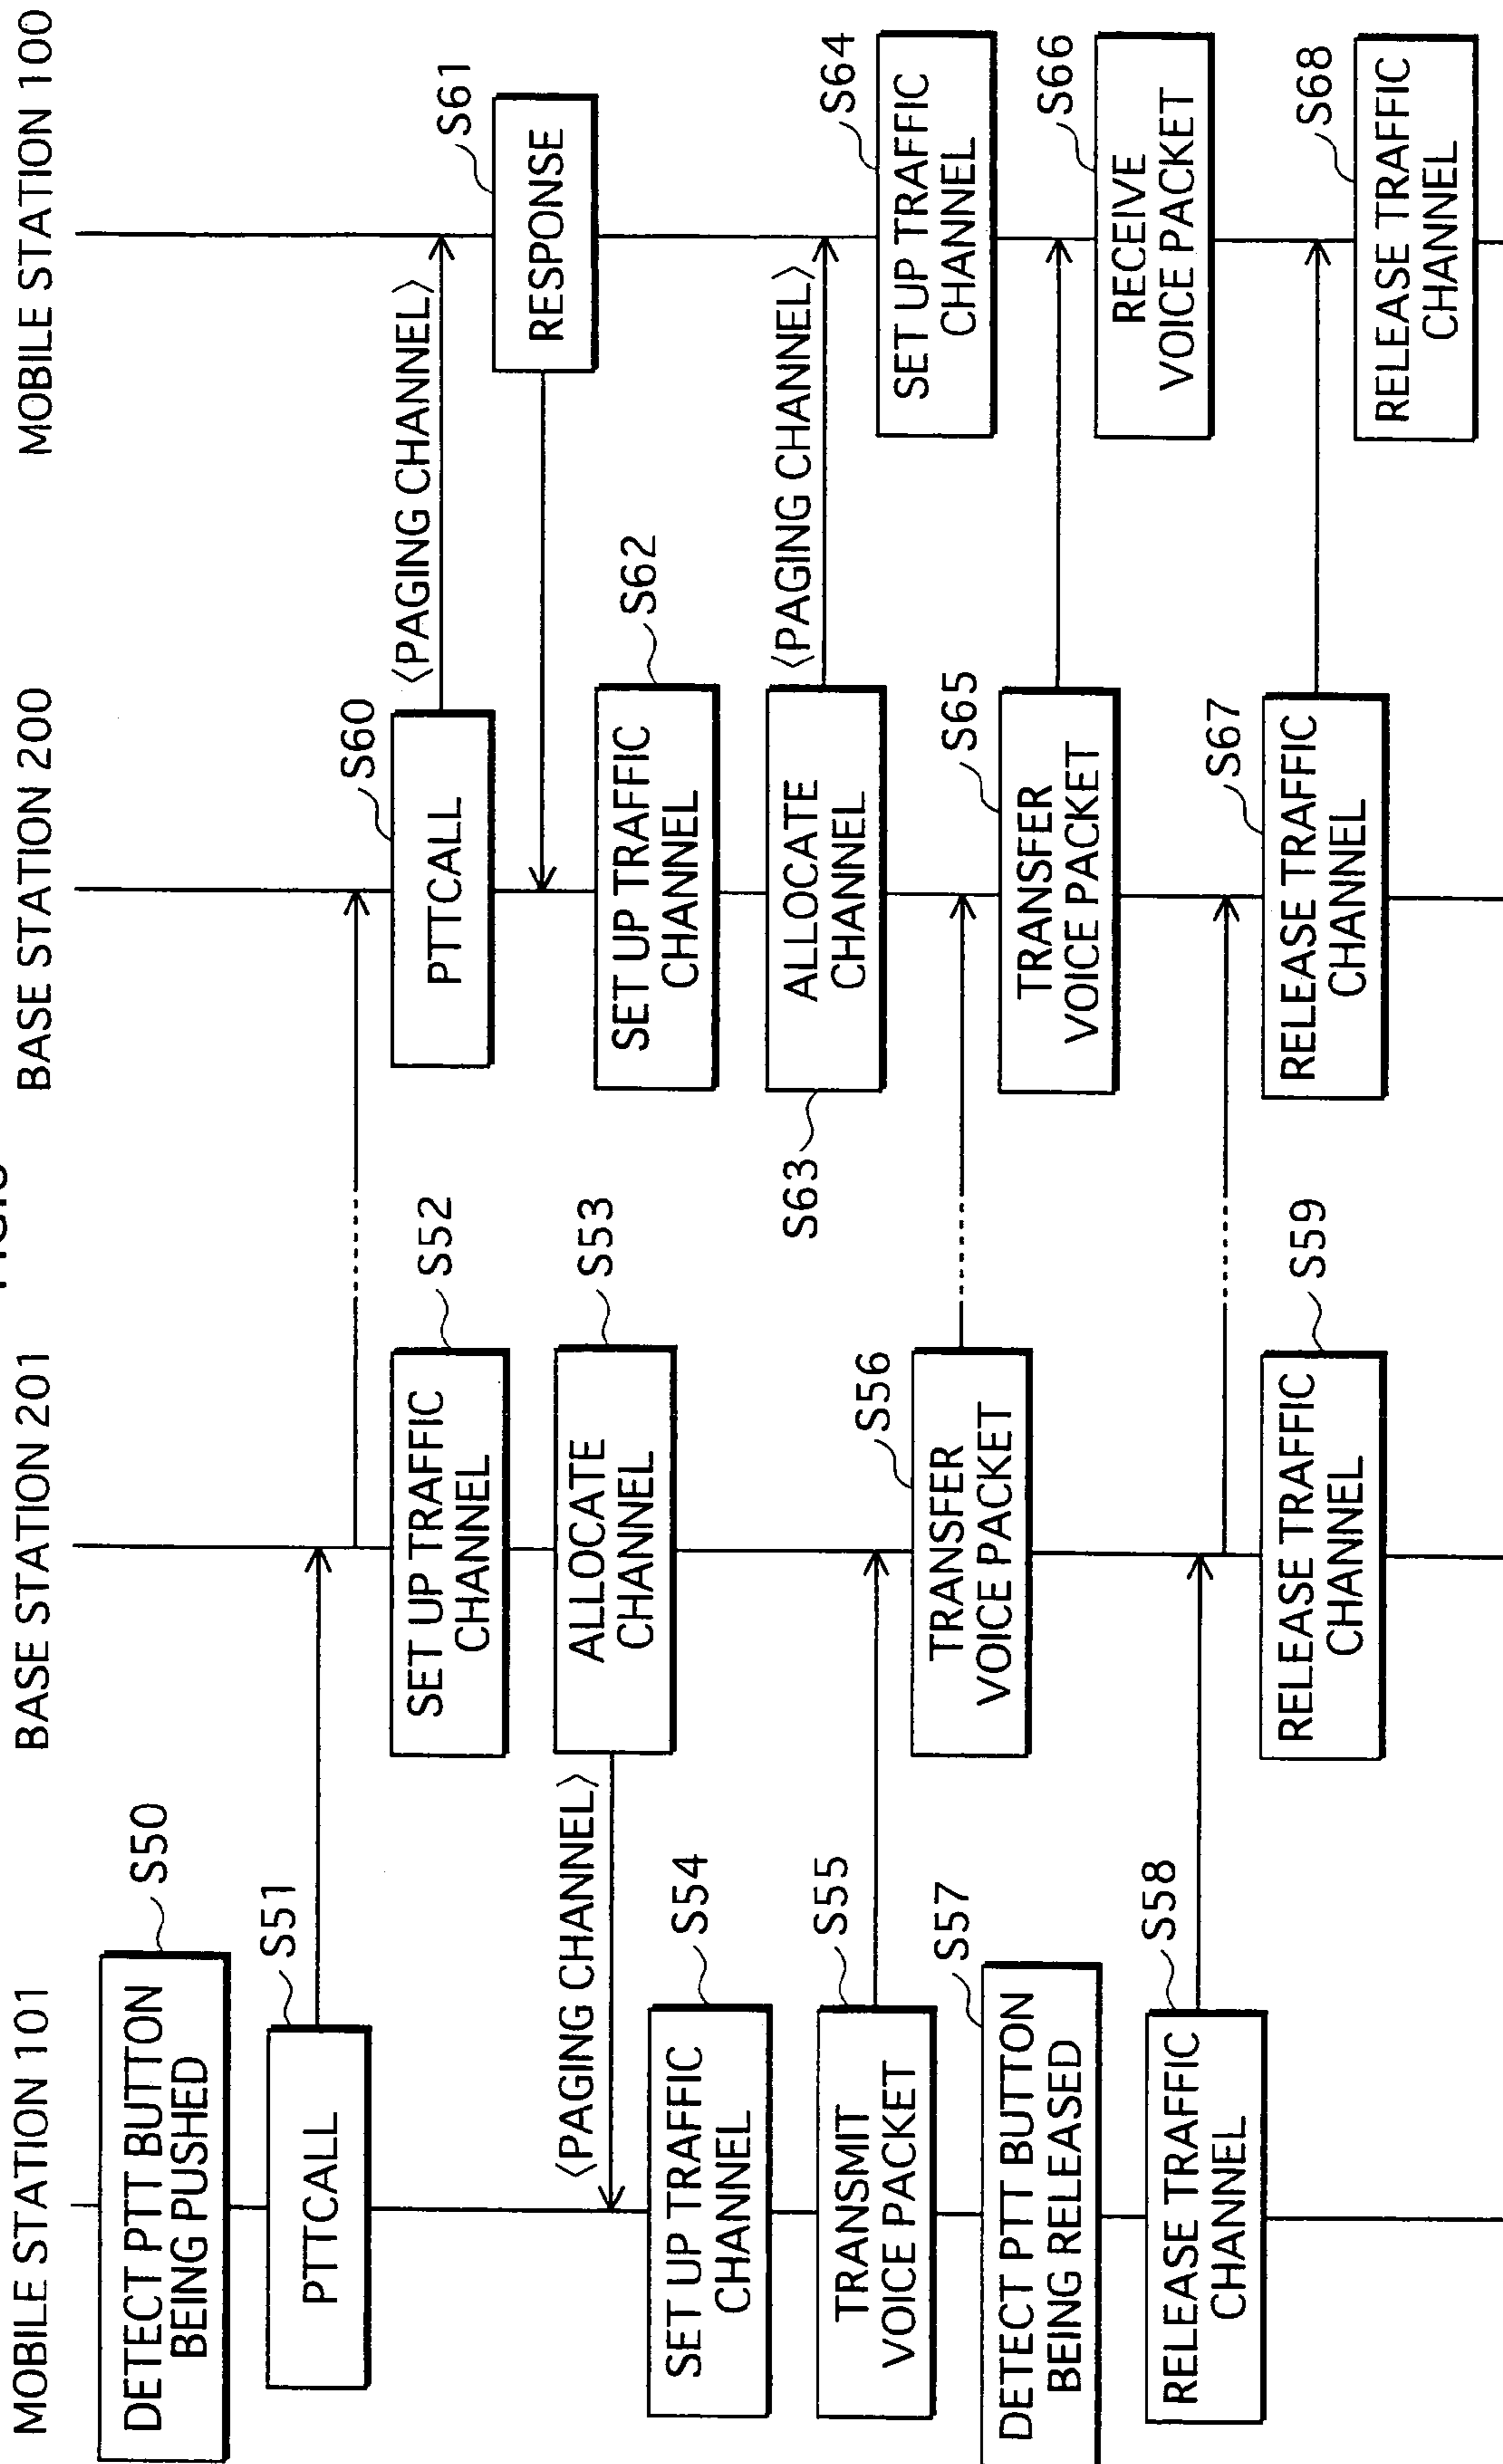 MOBILE STATION 101
BASE STATION 201
BASE STATION 200
MOBILE STATION 100
DETECT PTT BUTTON
BEING PUSHED
S50
PTTCALL
S51
<PAGING CHANNEL>
SET UP TRAFFIC
CHANNEL
S54
TRANSMIT
VOICE PACKET
S55
DETECT PTT BUTTON
BEING RELEASED
S57
RELEASE TRAFFIC
CHANNEL
S58
SET UP TRAFFIC
CHANNEL
S52
ALLOCATE
CHANNEL
S53
TRANSFER
VOICE PACKET
S56
RELEASE TRAFFIC
CHANNEL
S59
PTTCALL
S60
<PAGING CHANNEL>
SET UP TRAFFIC
CHANNEL
S62
ALLOCATE
CHANNEL
S63
<PAGING CHANNEL>
TRANSFER
VOICE PACKET
S65
RELEASE TRAFFIC
CHANNEL
S67
RESPONSE
S61
SET UP TRAFFIC
CHANNEL
S64
RECEIVE
VOICE PACKET
S66
RELEASE TRAFFIC
CHANNEL
S68